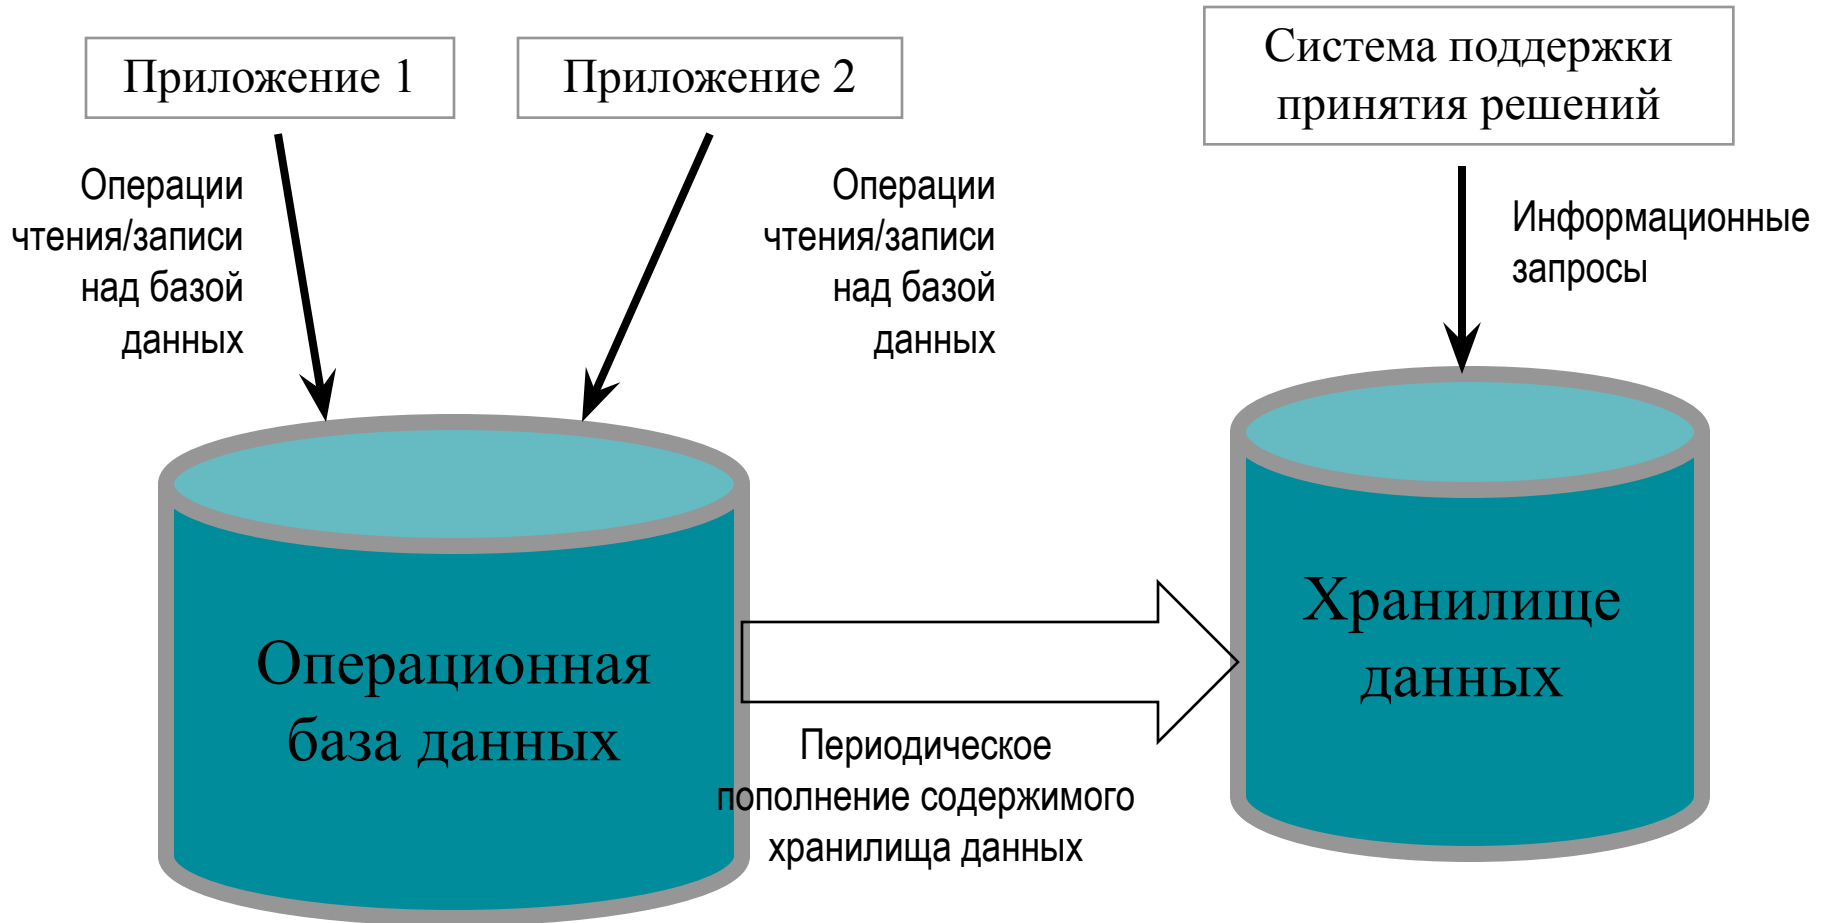 Приложение 1
Приложение 2
Система поддержки
принятия решений
Операции
чтения/записи
над базой
данных
Операции
чтения/записи
над базой
данных
Информационные
запросы
Операционная
база данных
Периодическое
пополнение содержимого
хранилища данных
Хранилище
данных